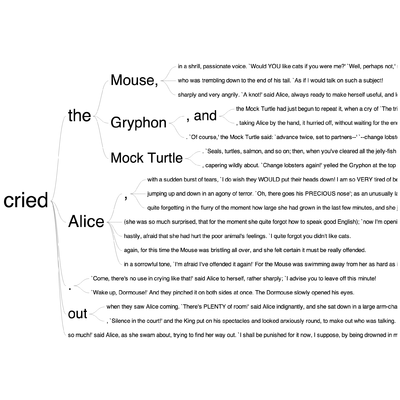 in a shrill, passionate voice. `Would YOU like cats if you were me?' `Well, perhaps not,'
who was trembling down to the end of his tail. `As if I would talk on such a subject!
Mouse,
sharply and very angrily. `A knot!' said Alice, always ready to make herself useful, and
the
the Mock Turtle had just begun to repeat it, when a cry of `The
, and
Gryphon
, taking Alice by the hand, it hurried off, without waiting for the
. `Of course,' the Mock Turtle said: `advance twice, set to partners--' `--change
. `Seals, turtles, salmon, and so on; then, when you've cleared all the jelly-fish
Mock Turtle
, capering wildly about. `Change lobsters again!' yelled the Gryphon at the top
with a sudden burst of tears, `I do wish they WOULD put their heads down! I am so VERY tired of
,
jumping up and down in an agony of terror. `Oh, there goes his PRECIOUS nose'; as an unusually
cried
quite forgetting in the flurry of the moment how large she had grown in the last few minutes, and
Alice
(she was so much surprised, that for the moment she quite forgot how to speak good English); `now I'm
hastily, afraid that she had hurt the poor animal's feelings. `I quite forgot you didn't like cats.
again, for this time the Mouse was bristling all over, and she felt certain it must be really offended.
in a sorrowful tone, `I'm afraid I've offended it again!' For the Mouse was swimming away from her as hard as
`Come, there's no use in crying like that!' said Alice to herself, rather sharply; `I advise you to leave off this minute!
.
`Wake up, Dormouse! And they pinched it on both sides at once. The Dormouse slowly opened his eyes.
when they saw Alice coming. `There's PLENTY of room!' said Alice indignantly, and she sat down in a large
out
, `Silence in the court!' and the King put on his spectacles and looked anxiously round, to make out who was talking.
so much!' said Alice, as she swam about, trying to find her way out. `I shall be punished for it now, I suppose, by being drowned in